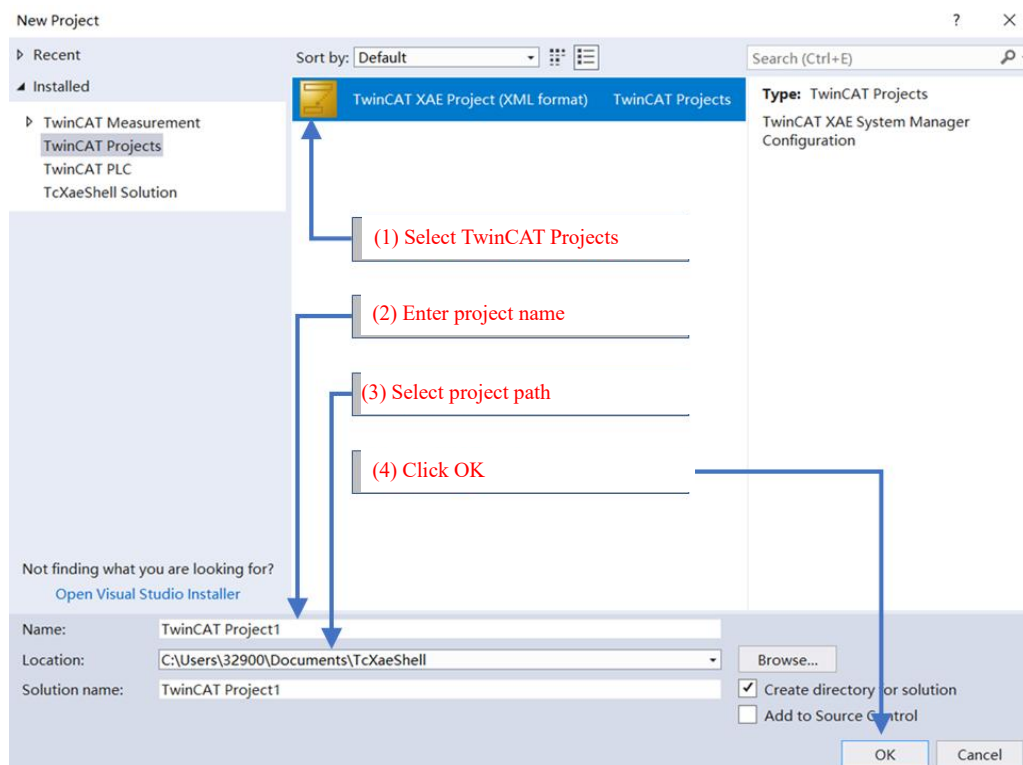 New Project
?
Recent
Sort by: Default
Search (Ctrl+E)
Installed
TwinCAT Measurement
TwinCAT Projects
TwinCAT PLC
TcXaeShell Solution
TwinCAT XAE Project (XML format) TwinCAT Projects
Type: TwinCAT Projects
TwinCAT XAE System Manager
Configuration
(1) Select TwinCAT Projects
(2) Enter project name
(3) Select project path
(4) Click OK
Not finding what you are looking for?
Open Visual Studio Installer
Name: TwinCAT Project1
Location: C:\Users\32900\Documents\TcXaeShell
Browse...
Solution name: TwinCAT Project1
Create directory for solution
Add to Source Control
OK
Cancel